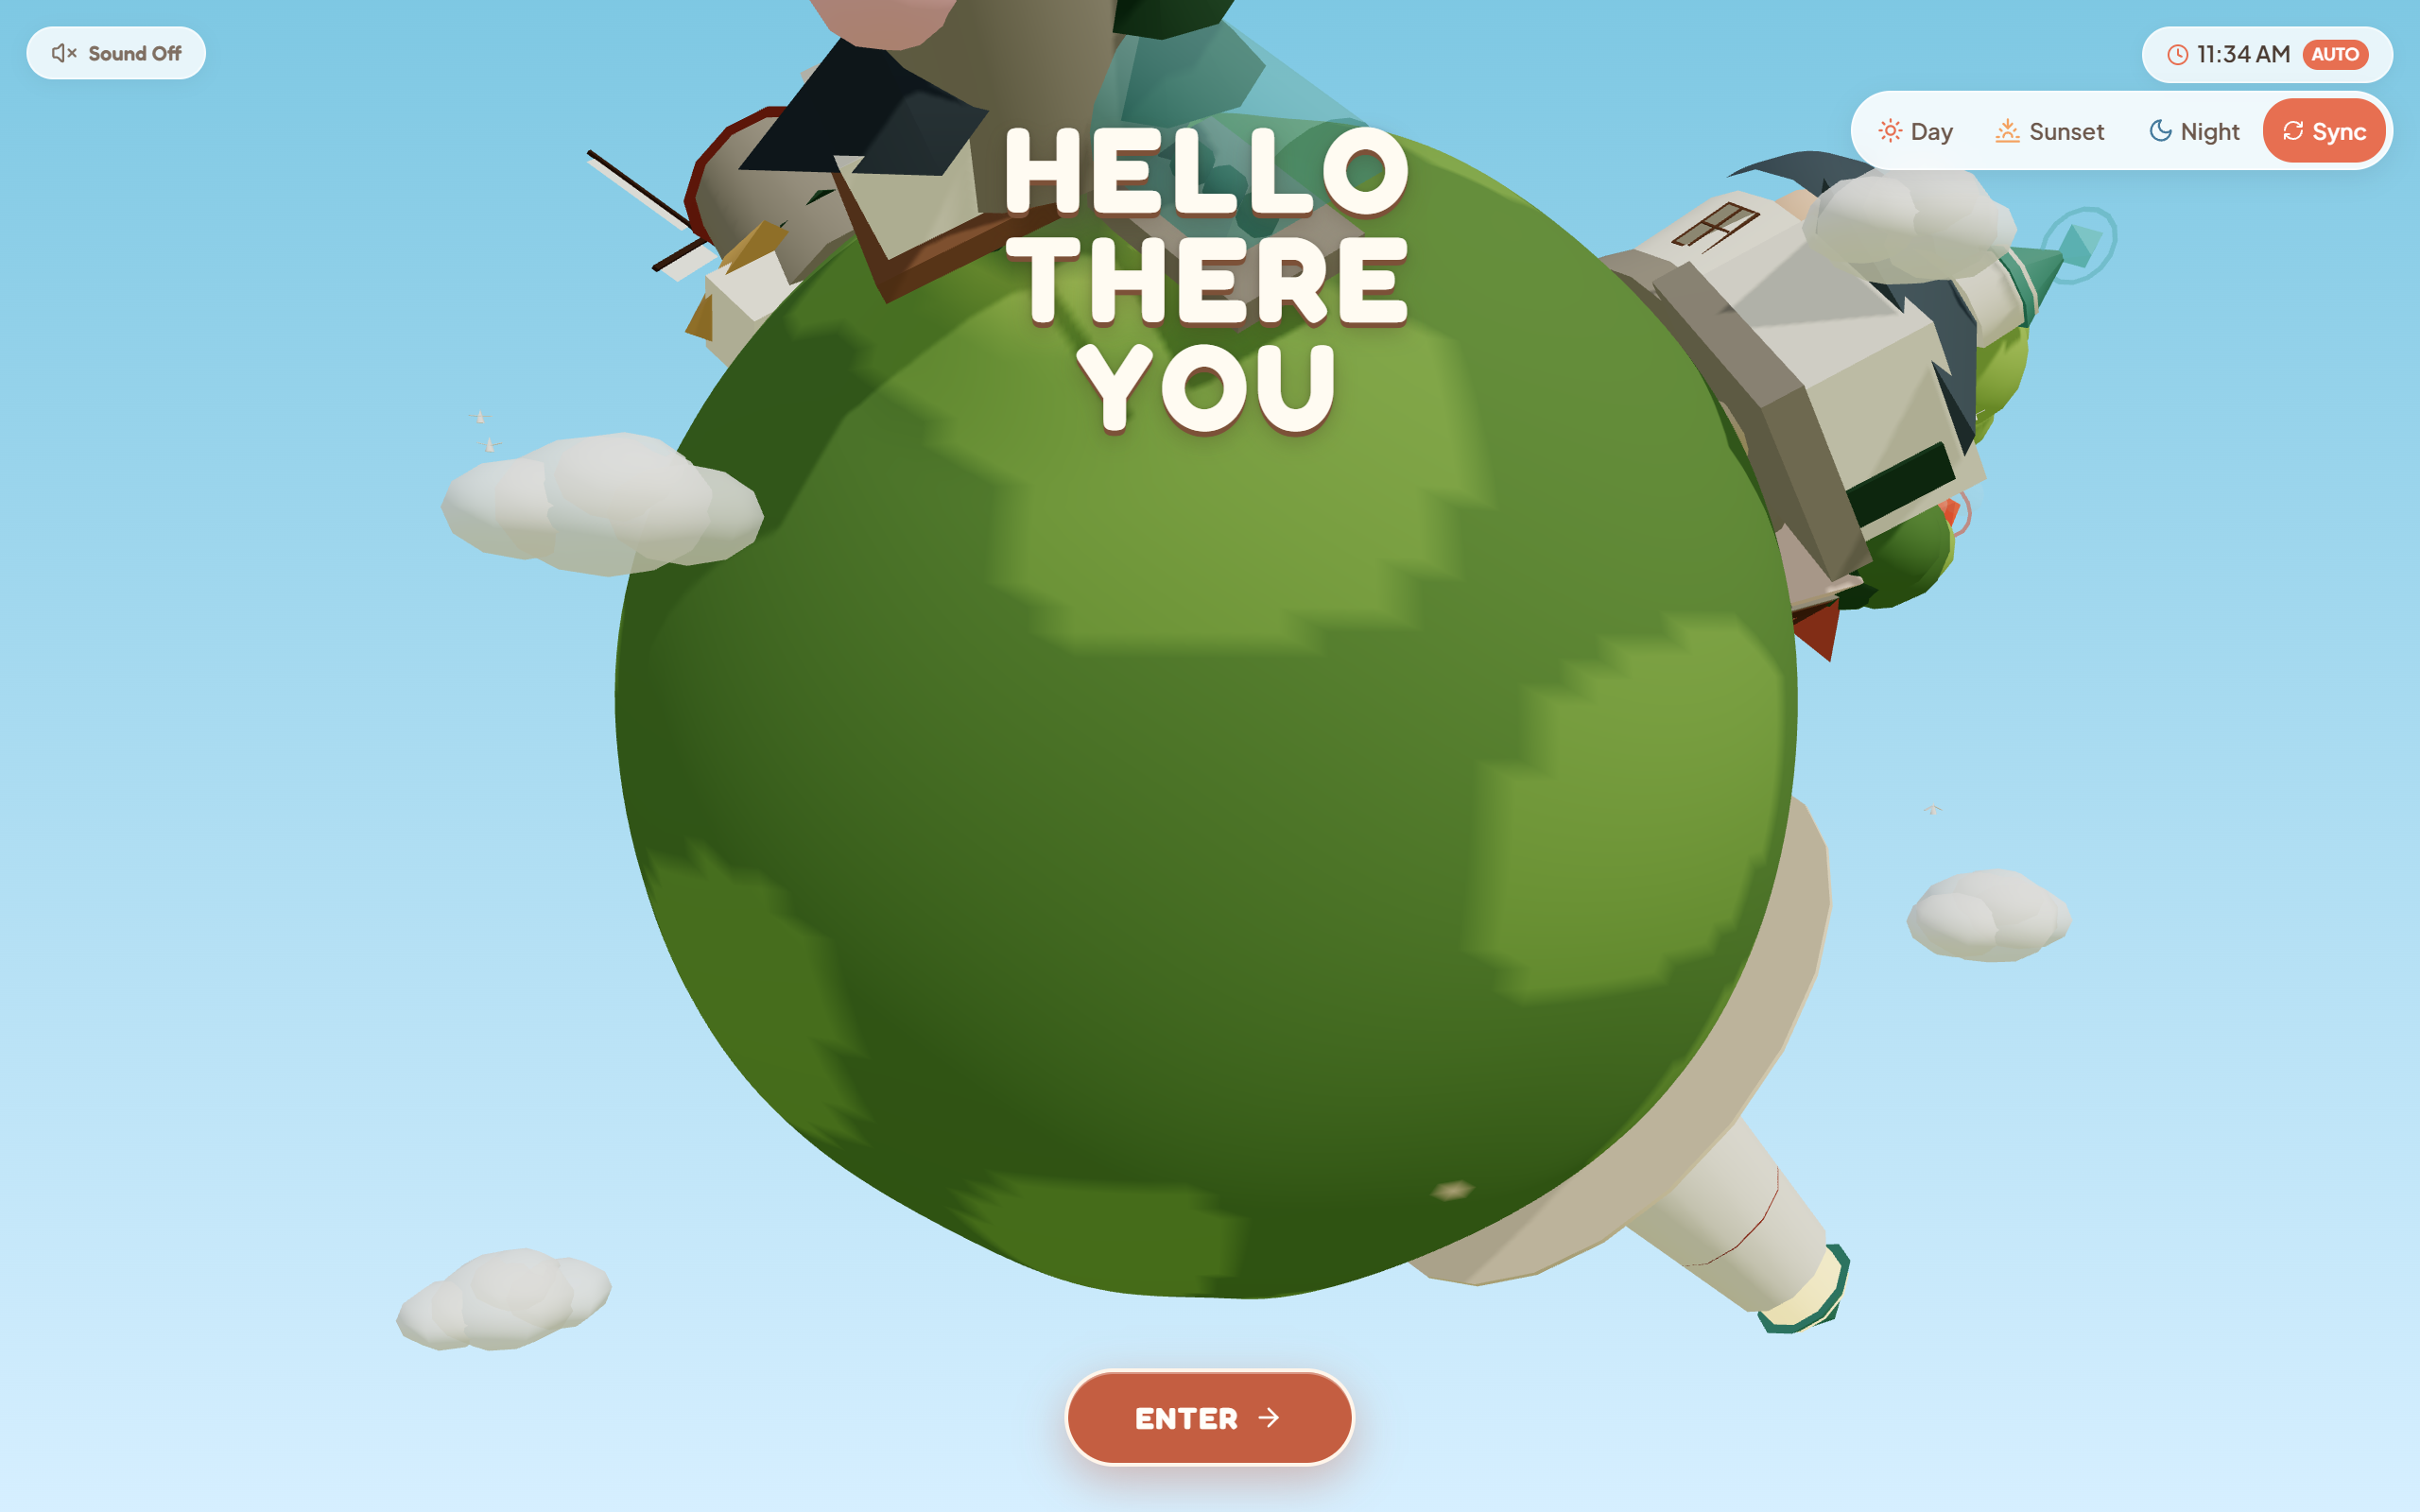 Sound Off
11:34 AM AUTO
Day Sunset Night Sync
HELLO
THERE
YOU
ENTER